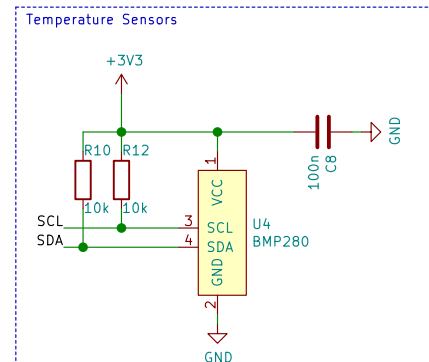 Temperature Sensors
+3V3
R10 R12
10k 10k
100n
C8
GND
1
VCC
SCL
SDA
3
4
SCL
SDA
GND
U4
BMP280
2
GND